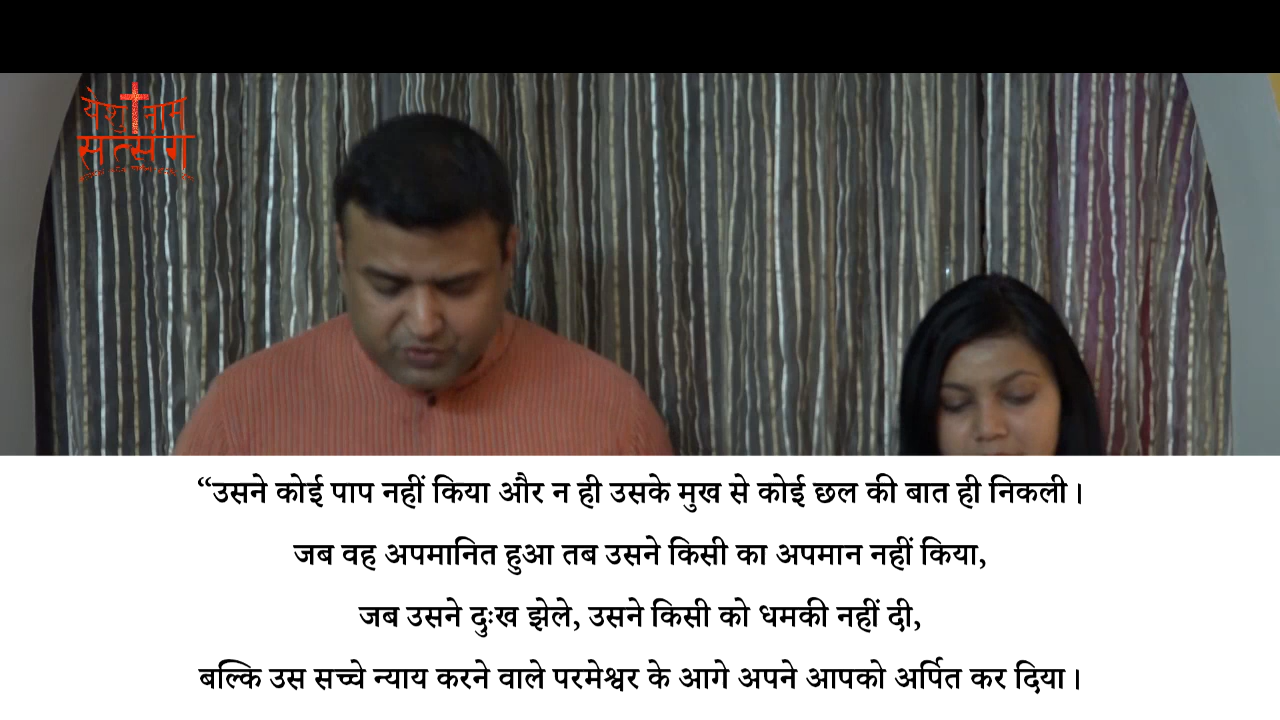 येशु नाम
सत्संग
“उसने कोई पाप नहीं किया और न ही उसके मुख से कोई छल की बात ही निकली।
जब वह अपमानित हुआ तब उसने किसी का अपमान नहीं किया,
जब उसने दुःख झेले, उसने किसी को धमकी नहीं दी,
बल्कि उस सच्चे न्याय करने वाले परमेश्वर के आगे अपने आपको अर्पित कर दिया।